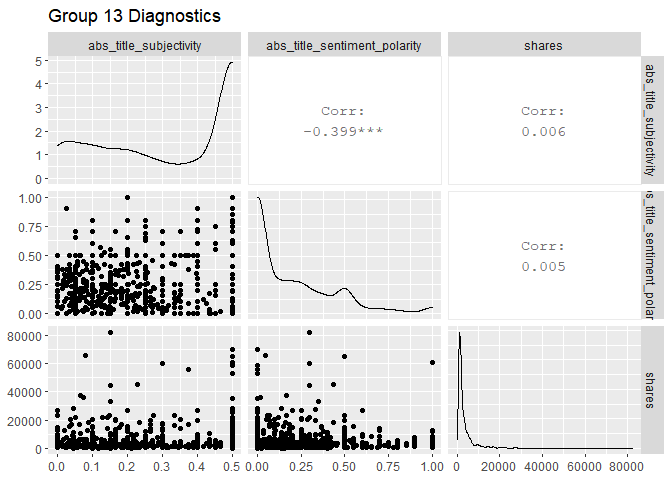 Group 13 Diagnostics
abs_title_subjectivity abs_title_sentiment_polarity shares
5
4
3
2
1
0
Corr:
-0.399***
Corr:
0.006
abs_title_subjectivity
1.00
0.75
0.50
0.25
0.00
Corr:
0.005
s_title_sentiment_polar
80000
60000
40000
20000
0
shares
0.0 0.1 0.2 0.3 0.4 0.5 0.00 0.25 0.50 0.75 1.00 0 20000 40000 60000 80000